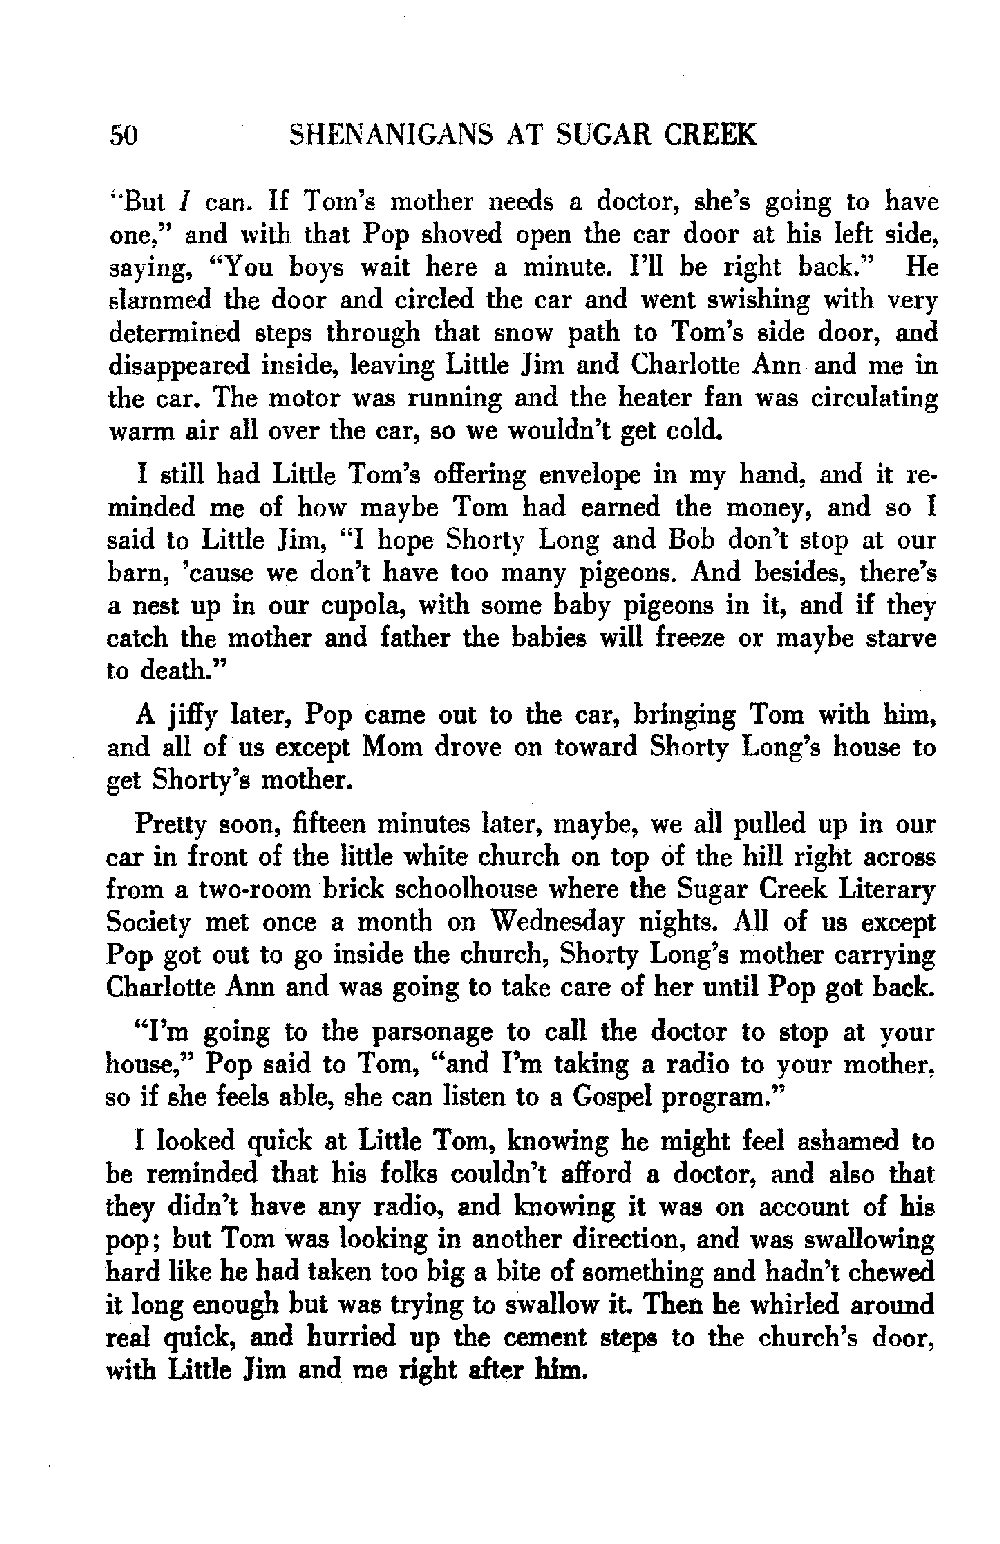 50 SHENANIGANS AT SUGAR CREEK
“But I can. If Tom’s mother needs a doctor, she’s going to have
one,” and with that Pop shoved open the car door at his left side,
saying, “You boys wait here a minute. I’ll be right back.” He
slammed the door and circled the car and went swishing with very
determined steps through that snow path to Tom’s side door, and
disappeared inside, leaving Little Jim and Charlotte Ann and me in
the car. The motor was running and the heater fan was circulating
warm air all over the car, so we wouldn’t get cold.
I still had Little Tom’s offering envelope in my hand, and it re-
minded me of how maybe Tom had earned the money, and so I
said to Little Jim, “I hope Shorty Long and Bob don’t stop at our
barn, ’cause we don’t have too many pigeons. And besides, there’s
a nest up in our cupola, with some baby pigeons in it, and if they
catch the mother and father the babies will freeze or maybe starve
to death.”
A jiffy later, Pop came out to the car, bringing Tom with him,
and all of us except Mom drove on toward Shorty Long’s house to
get Shorty’s mother.
Pretty soon, fifteen minutes later, maybe, we all pulled up in our
car in front of the little white church on top of the hill right across
from a two-room brick schoolhouse where the Sugar Creek Literary
Society met once a month on Wednesday nights. All of us except
Pop got out to go inside the church, Shorty Long’s mother carrying
Charlotte Ann and was going to take care of her until Pop got back.
“I’m going to the parsonage to call the doctor to stop at your
house,” Pop said to Tom, “and I’m taking a radio to your mother,
so if she feels able, she can listen to a Gospel program.”
I looked quick at Little Tom, knowing he might feel ashamed to
be reminded that his folks couldn’t afford a doctor, and also that
they didn’t have any radio, and knowing it was on account of his
pop; but Tom was looking in another direction, and was swallowing
hard like he had taken too big a bite of something and hadn’t chewed
it long enough but was trying to swallow it. Then he whirled around
real quick, and hurried up the cement steps to the church’s door,
with Little Jim and me right after him.